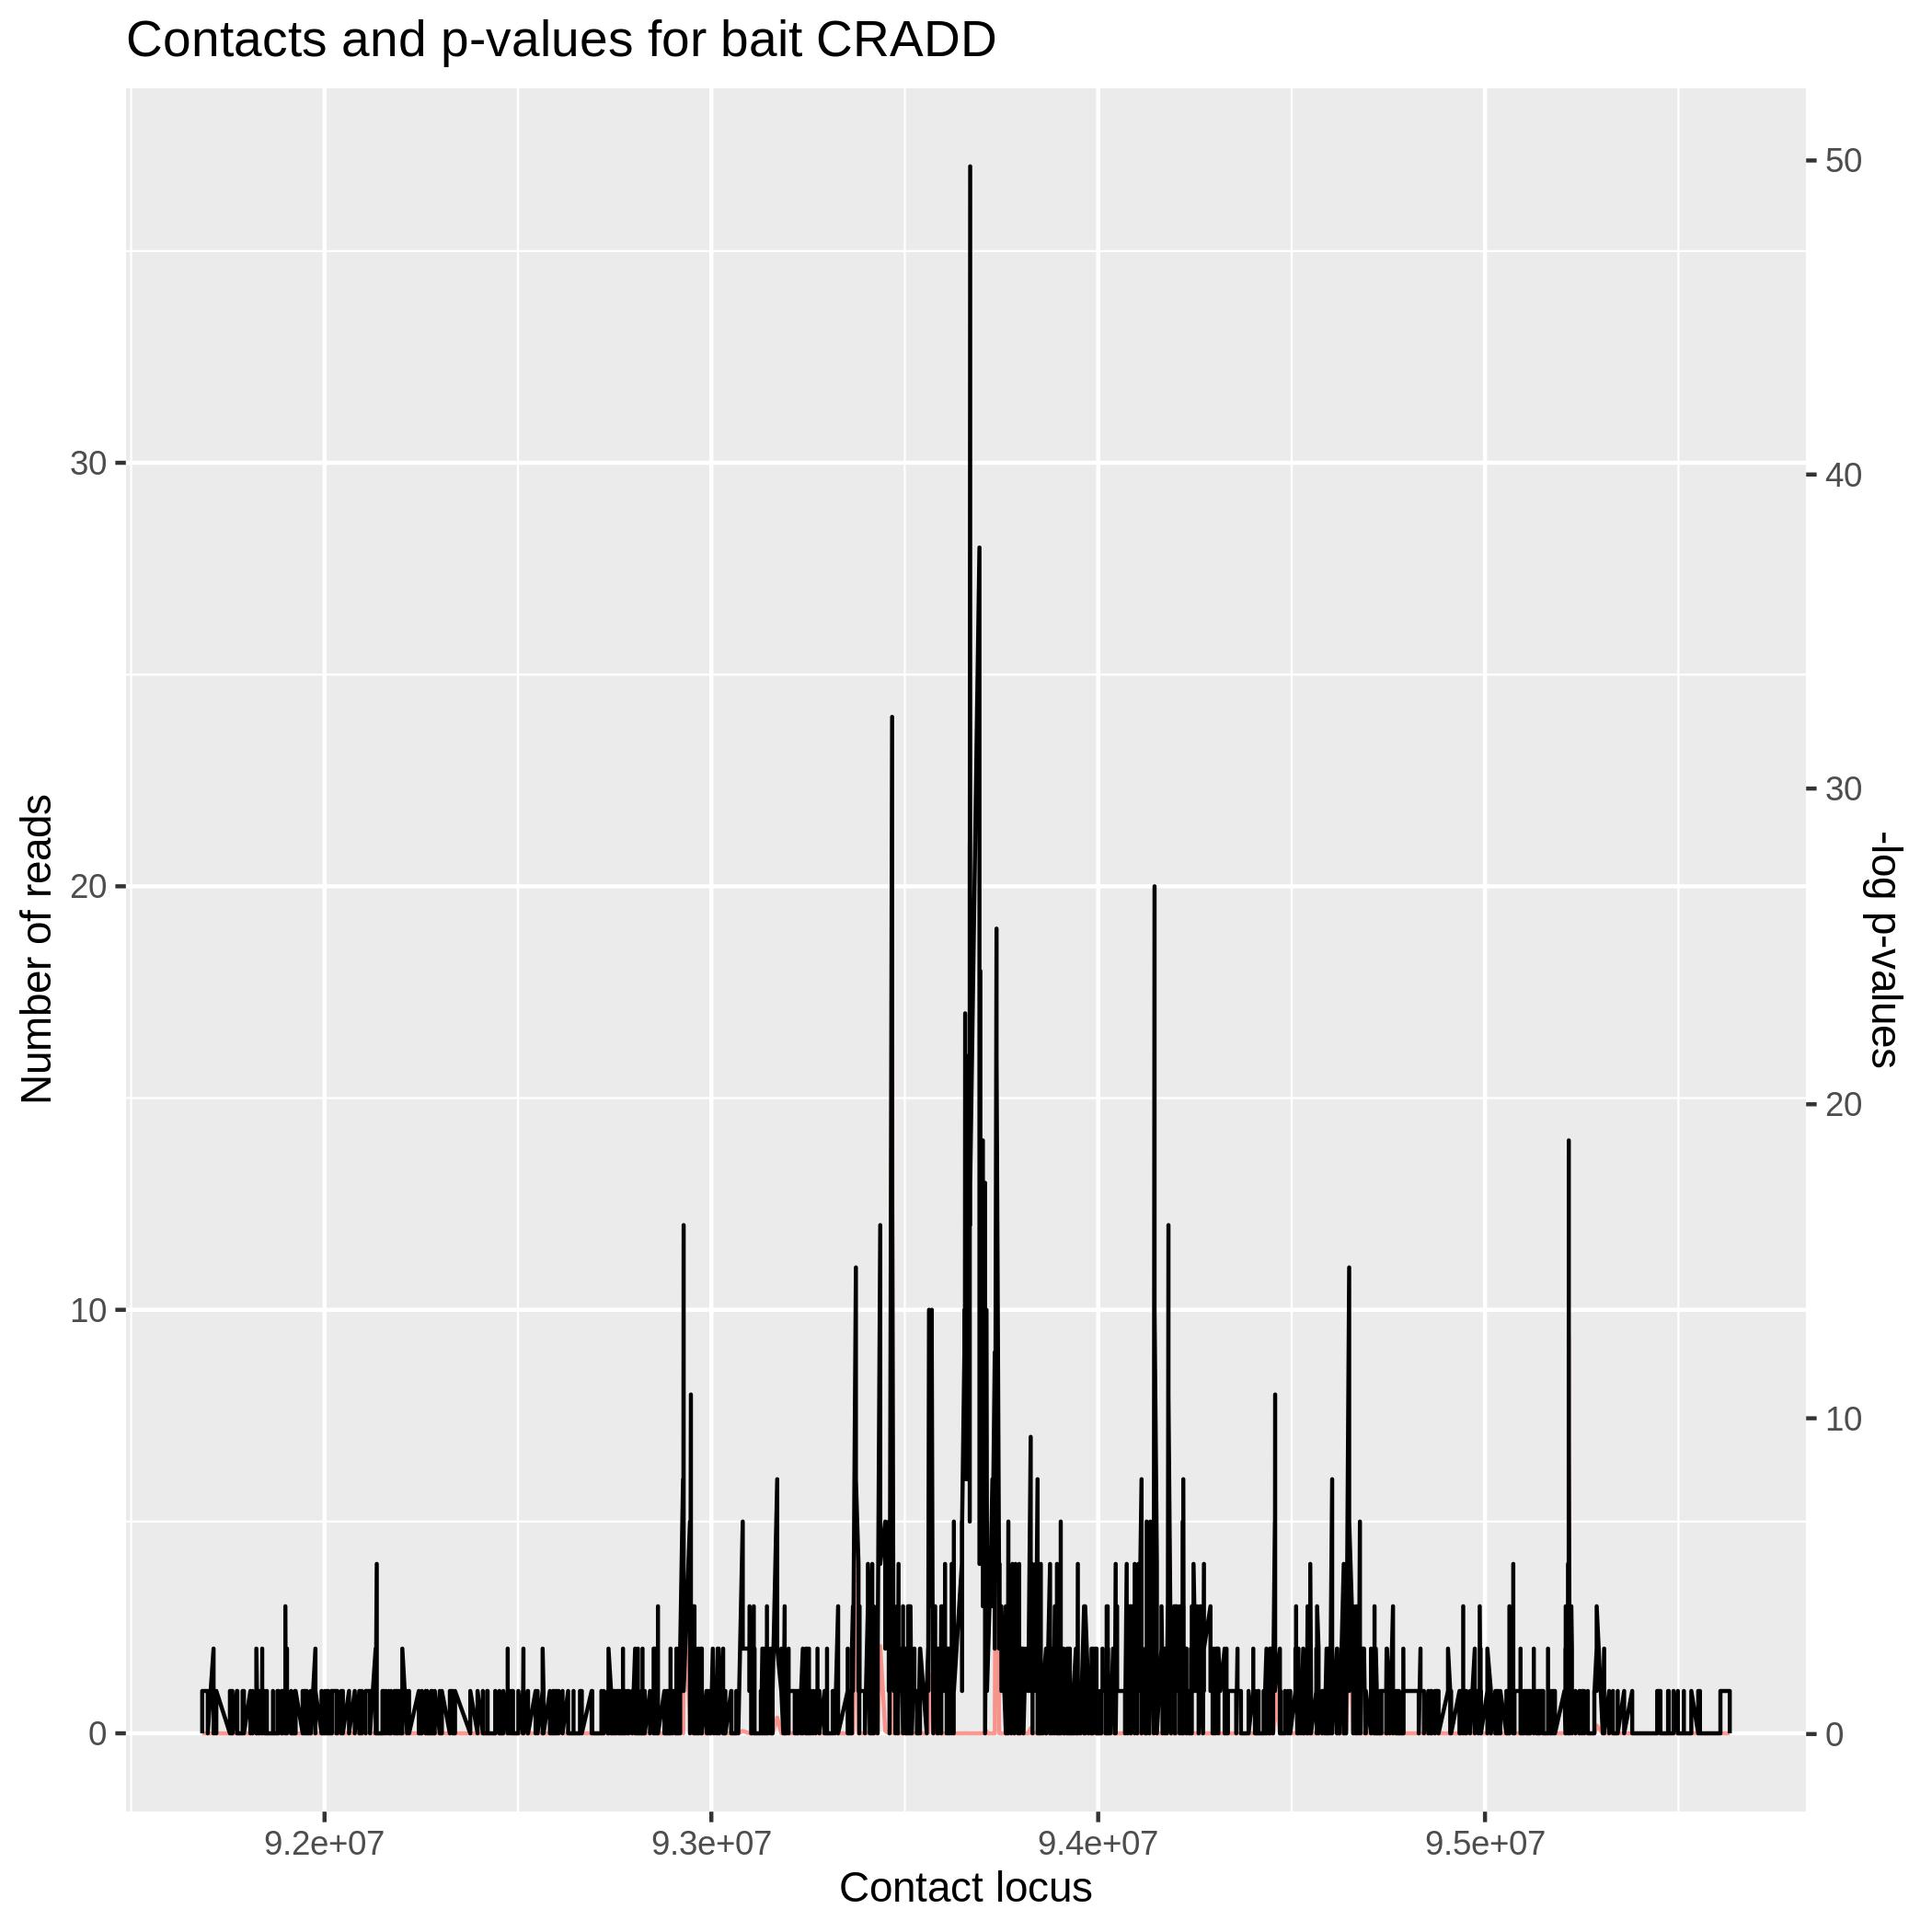 Contacts and p-values for bait CRADD
Number of reads
30
20
10
0
50
40
30
20
10
0
-log p-values
9.2e+07
9.3e+07
9.4e+07
9.5e+07
Contact locus